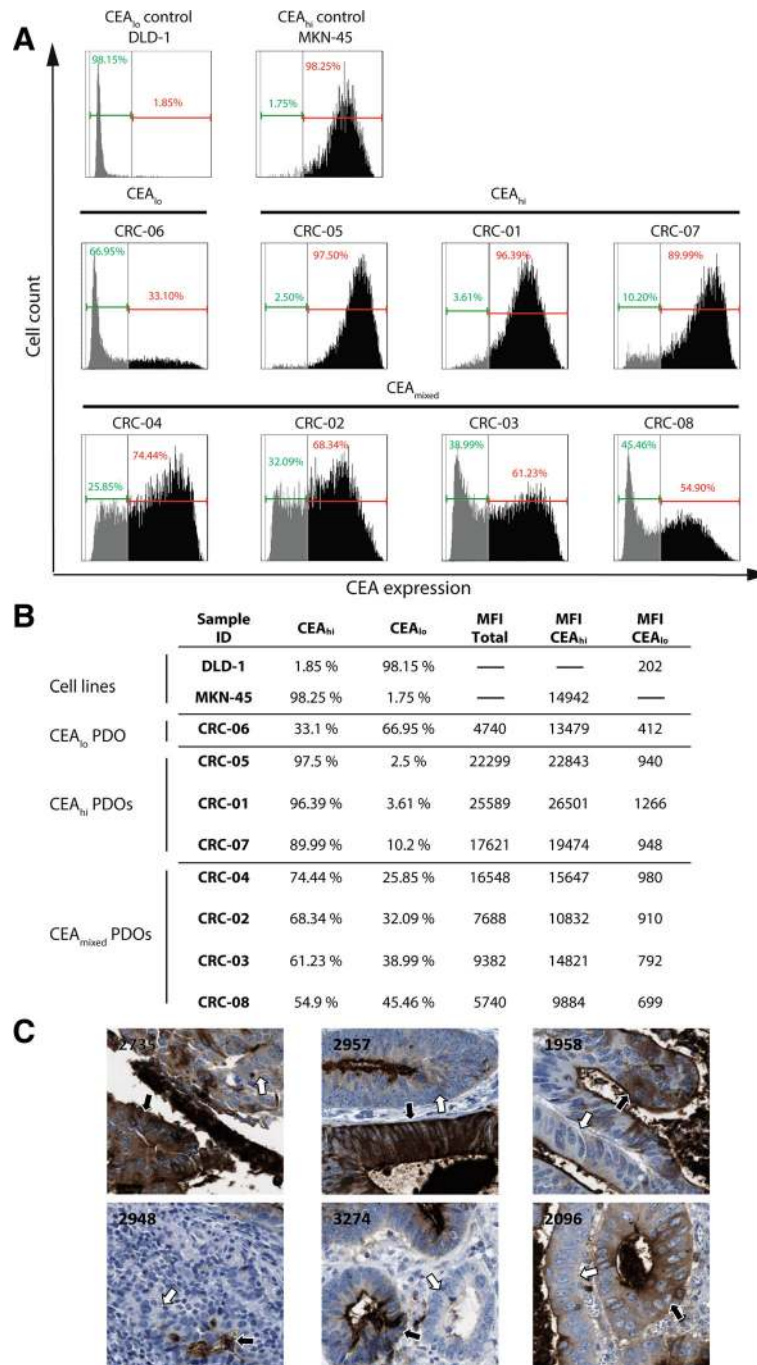 A
CEAlo control
DLD-1
CEAhi control
MKN-45
98.15%
1.85%
1.75%
98.25%
CEAlo
CEAhi
CRC-06
CRC-05
CRC-01
CRC-07
66.95%
33.10%
2.50%
97.50%
3.61%
96.39%
10.20%
89.99%
Cell count
CEAmixed
CRC-04
CRC-02
CRC-03
CRC-08
25.85%
74.44%
32.09%
68.34%
38.99%
61.23%
45.46%
54.90%
CEA expression
B
Sample ID CEAhi CEAlo MFI Total MFI CEAhi MFI CEAlo
Cell lines
DLD-1 1.85 % 98.15 % — — 202
MKN-45 98.25% 1.75 % — 14942 —
CEAlo PDO
CRC-06 33.1 % 66.95 % 4740 13479 412
CEAhi PDOs
CRC-05 97.5 % 2.5 % 22299 22843 940
CRC-01 96.39 % 3.61 % 25589 26501 1266
CRC-07 89.99 % 10.2 % 17621 19474 948
CEAmixed PDOs
CRC-04 74.44 % 25.85 % 16548 15647 980
CRC-02 68.34 % 32.09 % 7688 10832 910
CRC-03 61.23 % 38.99 % 9382 14821 792
CRC-08 54.9 % 45.46 % 5740 9884 699
C
2735
2957
1958
2948
3274
2096